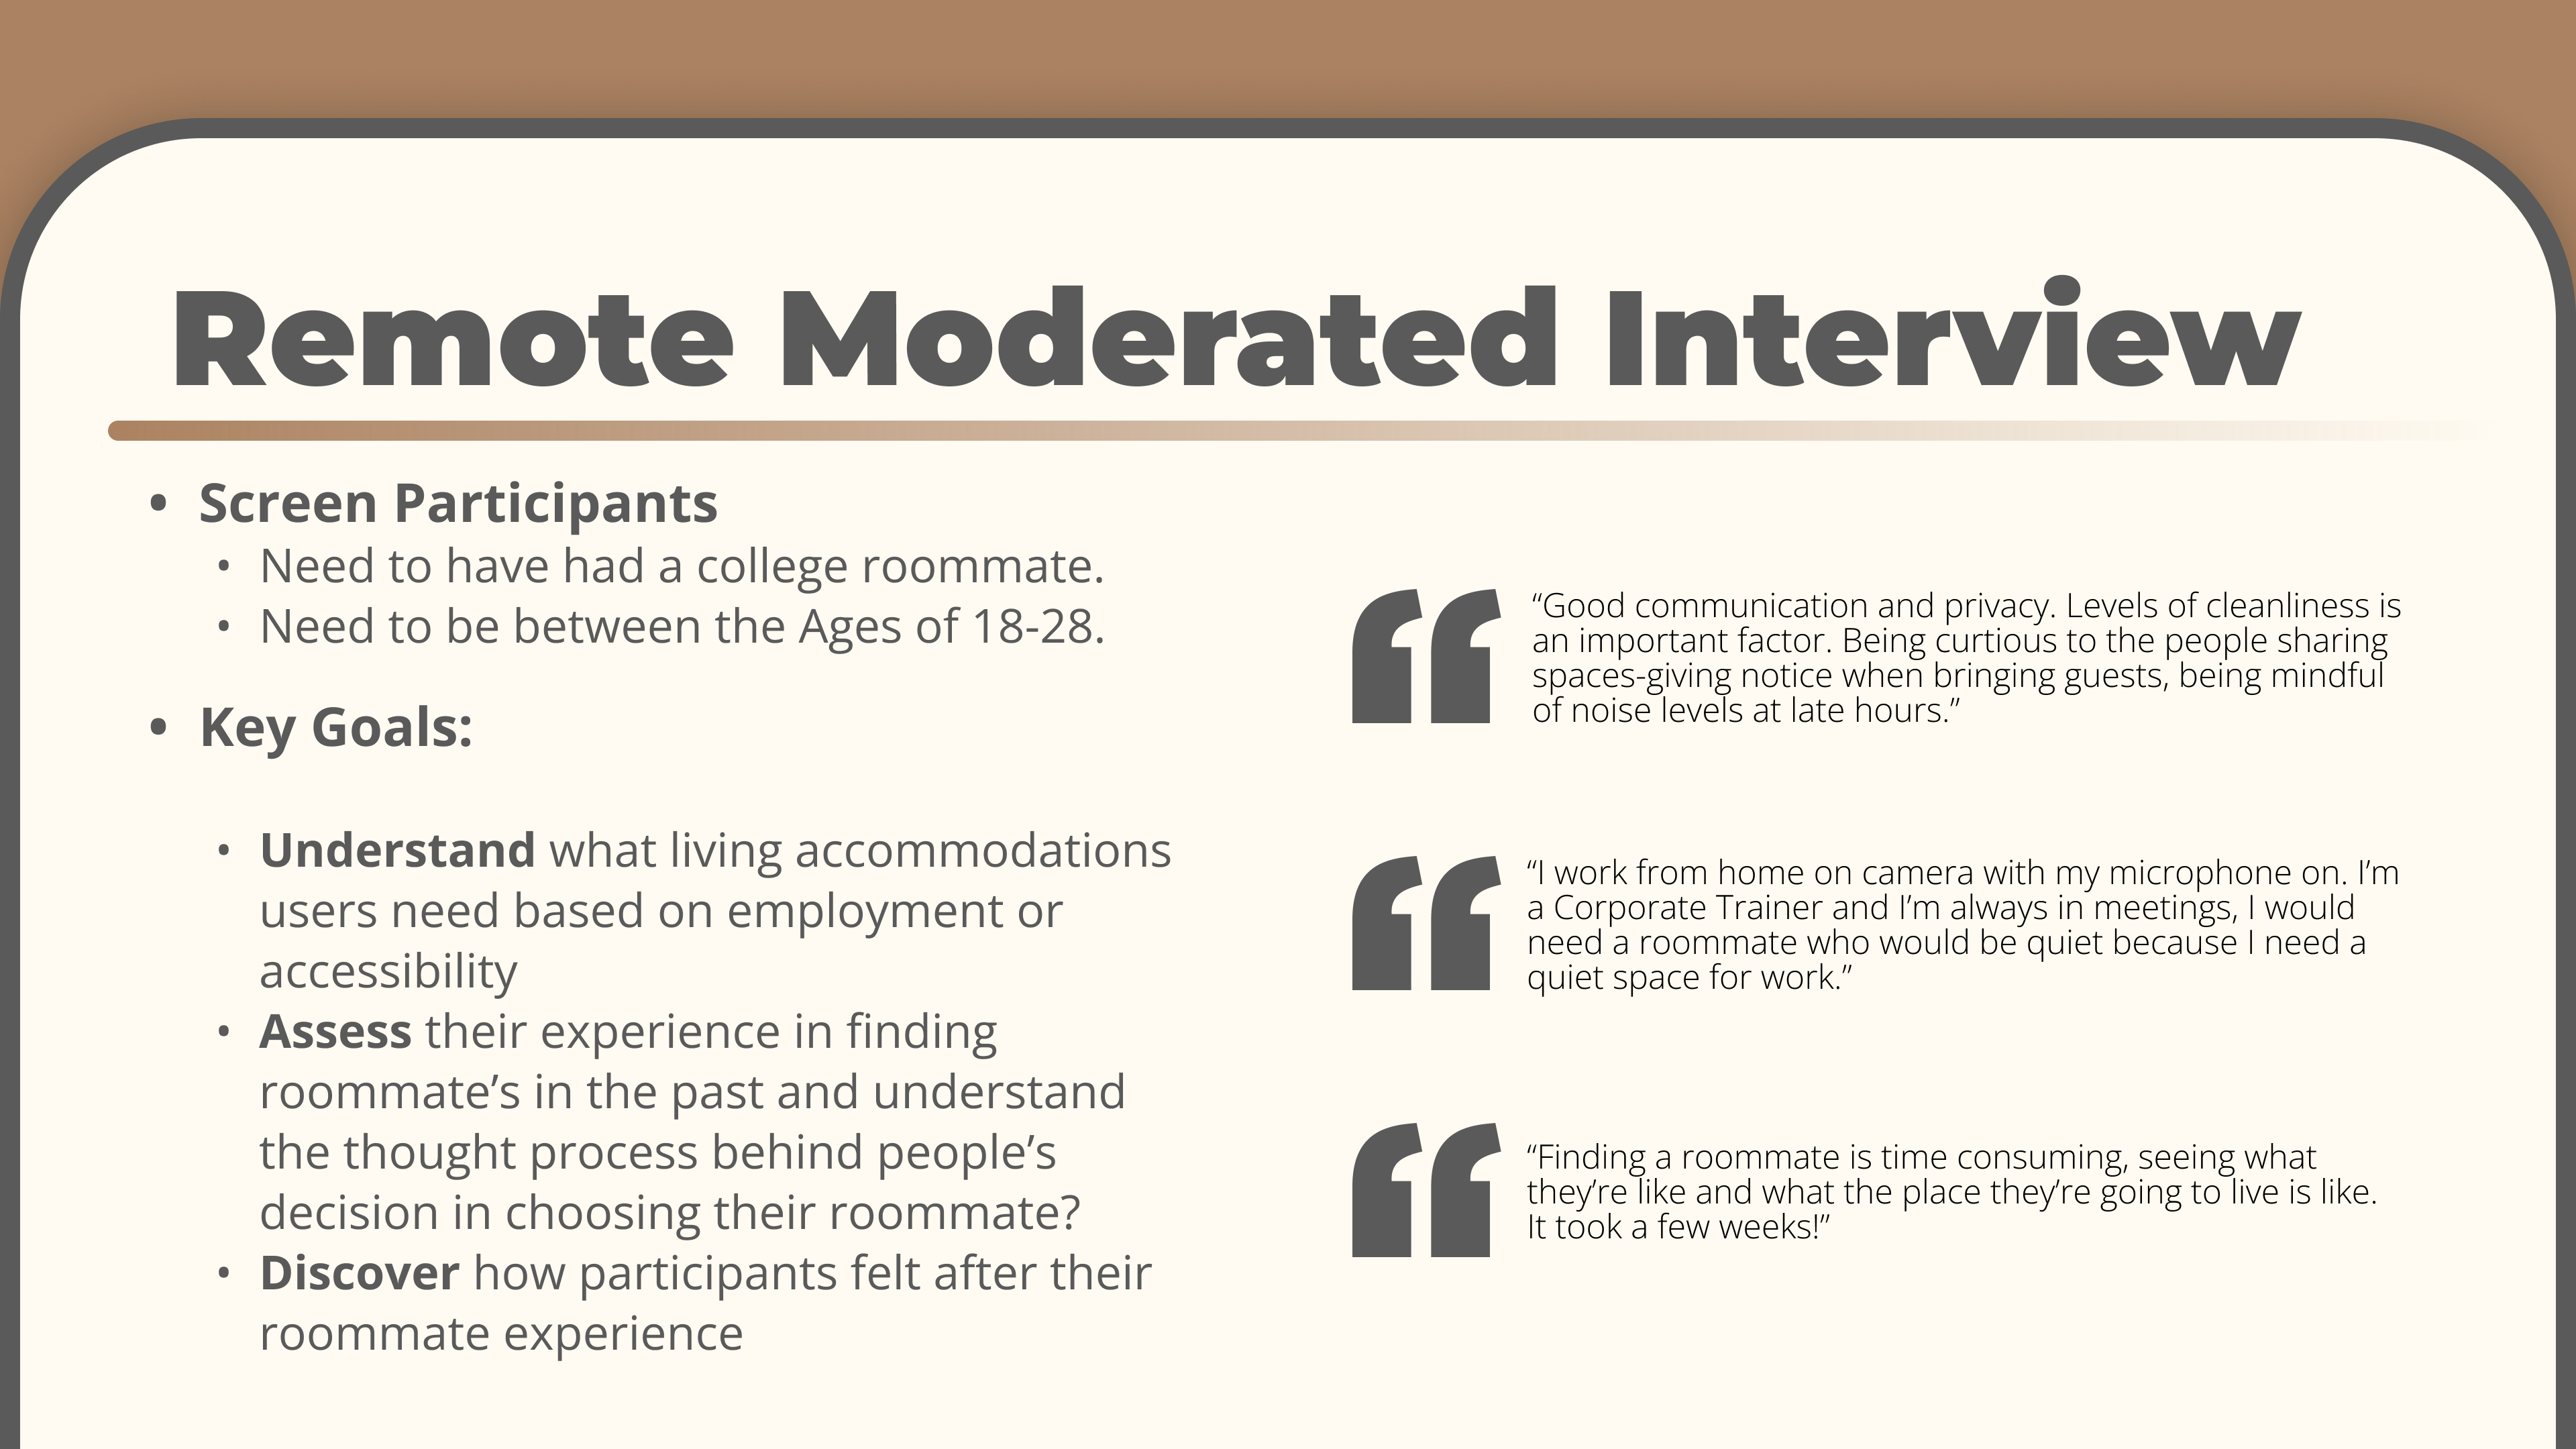 Remote Moderated Interview
• Screen Participants
• Need to have had a college roommate.
• Need to be between the Ages of 18-28.
• Key Goals:
• Understand what living accommodations
users need based on employment or
accessibility
• Assess their experience in finding
roommate’s in the past and understand
the thought process behind people’s
decision in choosing their roommate?
• Discover how participants felt after their
roommate experience
“Good communication and privacy. Levels of cleanliness is
an important factor. Being curtious to the people sharing
spaces-giving notice when bringing guests, being mindful
of noise levels at late hours.”
“I work from home on camera with my microphone on. I’m
a Corporate Trainer and I’m always in meetings, I would
need a roommate who would be quiet because I need a
quiet space for work.”
“Finding a roommate is time consuming, seeing what
they’re like and what the place they’re going to live is like.
It took a few weeks!”